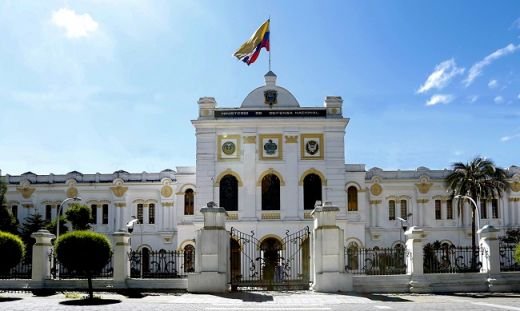 MINISTERIO DE DEFENSA NACIONAL